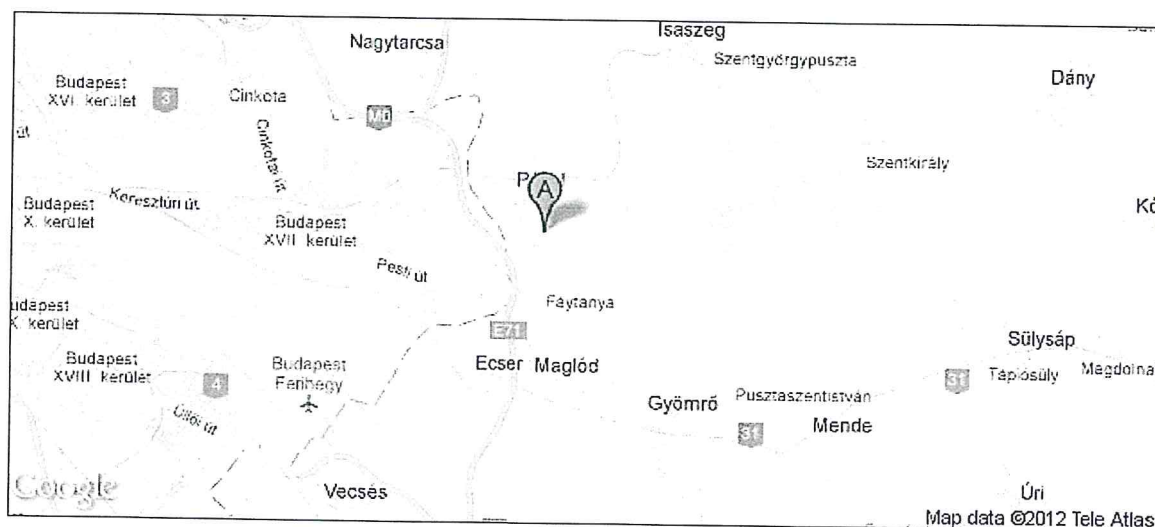 Isaszeg
Nagytarcsa
Szentgyörgypuszta
Dány
Budapest
XVI. kerület
3
Cinkota
M0
Cinkotai út
út
Szentkirály
A
Keresztúri út
Budapest
X. kerület
Budapest
XVII. kerület
Pesti út
Fáytanya
E71
Ecser
Maglód
Budapest
XVIII. kerület
4
Budapest
Ferihegy
Üllői út
Sülysáp
Tápiósüly
Magdolna
31
Gyömrő
Pusztaszentistván
31
Mende
Google
Vecsés
Úri
Map data ©2012 Tele Atlas